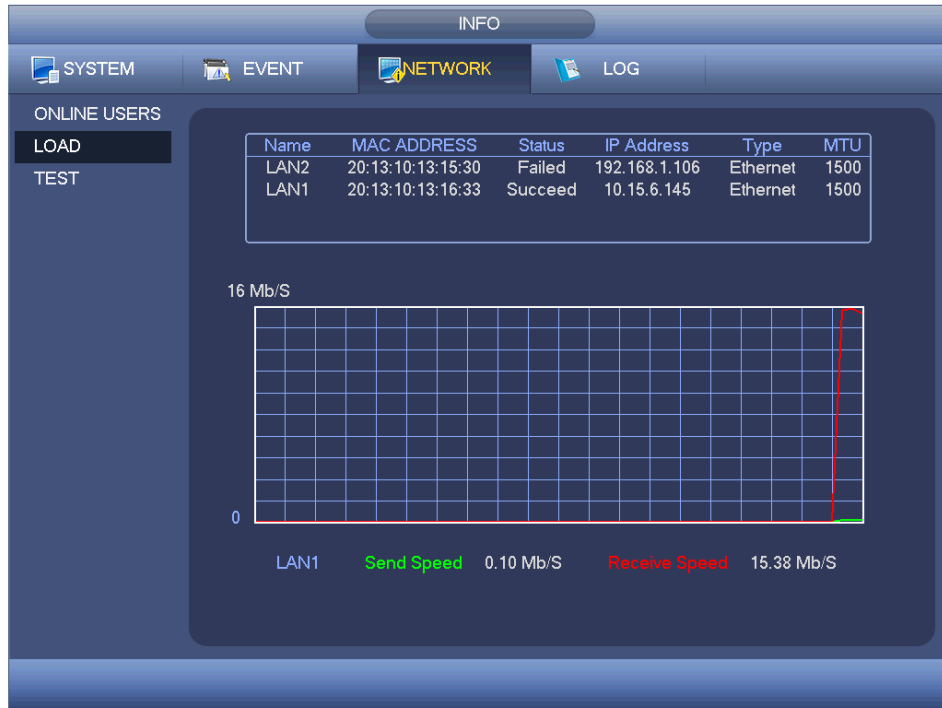 INFO
SYSTEM EVENT NETWORK LOG
ONLINE USERS
LOAD
TEST
Name MAC ADDRESS Status IP Address Type MTU
LAN2 20:13:10:13:15:30 Failed 192.168.1.106 Ethernet 1500
LAN1 20:13:10:13:16:33 Succeed 10.15.6.145 Ethernet 1500
16 Mb/S
0
LAN1 Send Speed 0.10 Mb/S Receive Speed 15.38 Mb/S